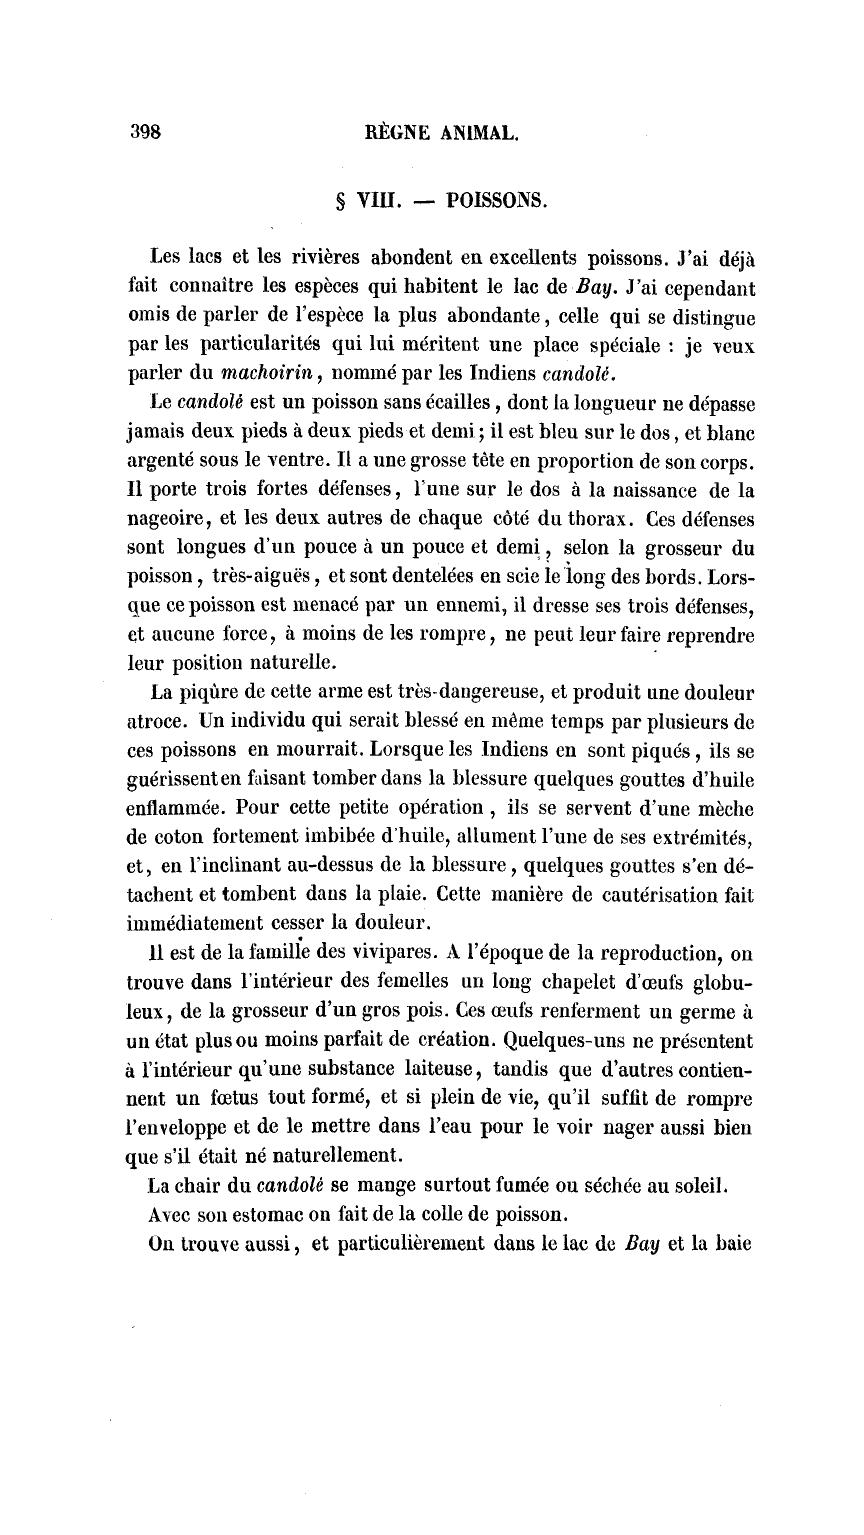 398 RÈGNE ANIMAL.
§ VIII. — POISSONS.
Les lacs et les rivières abondent en excellents poissons. J'ai déjà
fait connaître les espèces qui habitent le lac de Bay. J'ai cependant
omis de parler de l'espèce la plus abondante, celle qui se distingue
par les particularités qui lui méritent une place spéciale : je veux
parler du machoirin, nommé par les Indiens candolé.
Le candolé est un poisson sans écailles, dont la longueur ne dépasse
jamais deux pieds à deux pieds et demi; il est bleu sur le dos, et blanc
argenté sous le ventre. Il a une grosse tête en proportion de son corps.
Il porte trois fortes défenses, l'une sur le dos à la naissance de la
nageoire, et les deux autres de chaque côté du thorax. Ces défenses
sont longues d'un pouce à un pouce et demi, selon la grosseur du
poisson, très-aiguës, et sont dentelées en scie le long des bords. Lors-
que ce poisson est menacé par un ennemi, il dresse ses trois défenses,
et aucune force, à moins de les rompre, ne peut leur faire reprendre
leur position naturelle.
La piqûre de cette arme est très-dangereuse, et produit une douleur
atroce. Un individu qui serait blessé en même temps par plusieurs de
ces poissons en mourrait. Lorsque les Indiens en sont piqués, ils se
guérissent en faisant tomber dans la blessure quelques gouttes d'huile
enflammée. Pour cette petite opération, ils se servent d'une mèche
de coton fortement imbibée d'huile, allument l'une de ses extrémités,
et, en l'inclinant au-dessus de la blessure, quelques gouttes s'en dé-
tachent et tombent dans la plaie. Cette manière de cautérisation fait
immédiatement cesser la douleur.
Il est de la famille des vivipares. A l'époque de la reproduction, on
trouve dans l'intérieur des femelles un long chapelet d'œufs globu-
leux, de la grosseur d'un gros pois. Ces œufs renferment un germe à
un état plus ou moins parfait de création. Quelques-uns ne présentent
à l'intérieur qu'une substance laiteuse, tandis que d'autres contien-
nent un fœtus tout formé, et si plein de vie, qu'il suffit de rompre
l'enveloppe et de le mettre dans l'eau pour le voir nager aussi bien
que s'il était né naturellement.
La chair du candolé se mange surtout fumée ou séchée au soleil.
Avec son estomac on fait de la colle de poisson.
On trouve aussi, et particulièrement dans le lac de Bay et la baie